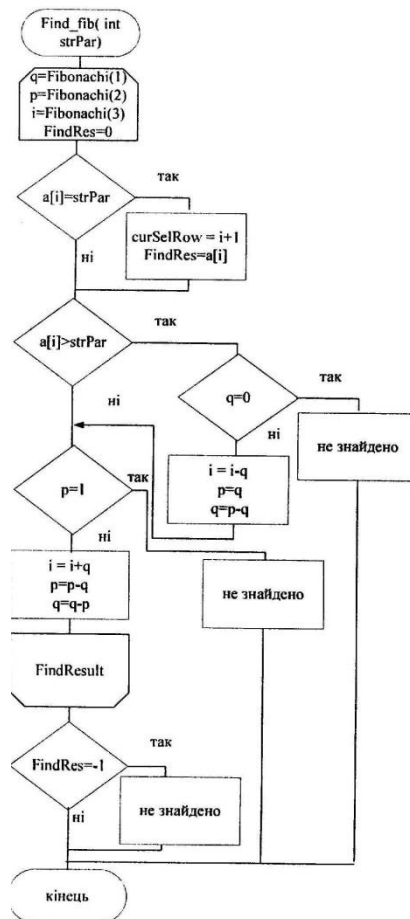 Find_fib( int
strPar)
q=Fibonachi(1)
p=Fibonachi(2)
i=Fibonachi(3)
FindRes=0
a[i]=strPar
так
curSelRow = i+1
FindRes=a[i]
ні
a[i]>strPar
так
q=0
так
не знайдено
ні
ні
i = i-q
p=q
q=p-q
p=1
так
не знайдено
ні
i = i+q
p=p-q
q=q-p
FindResult
FindRes=-1
так
не знайдено
ні
кінець